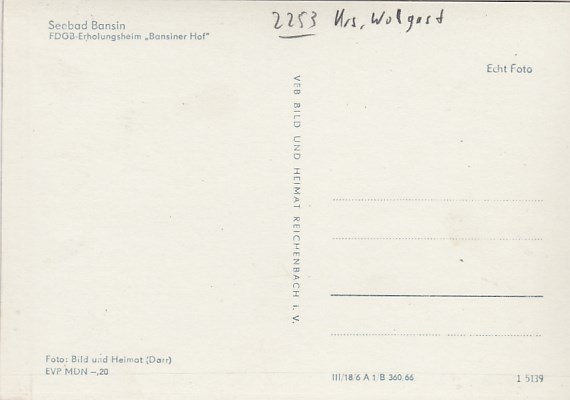 2253 Krs. Wolgast
Seebad Bansin
FDGB-Erholungsheim „Bansiner Hof"
Echt Foto
VEB BILD UND HEIMAT REICHENBACH i. V.
Foto: Bild und Heimat (Darr)
EVP MDN –,20
III/18/6 A 1/B 360/66
1 5139